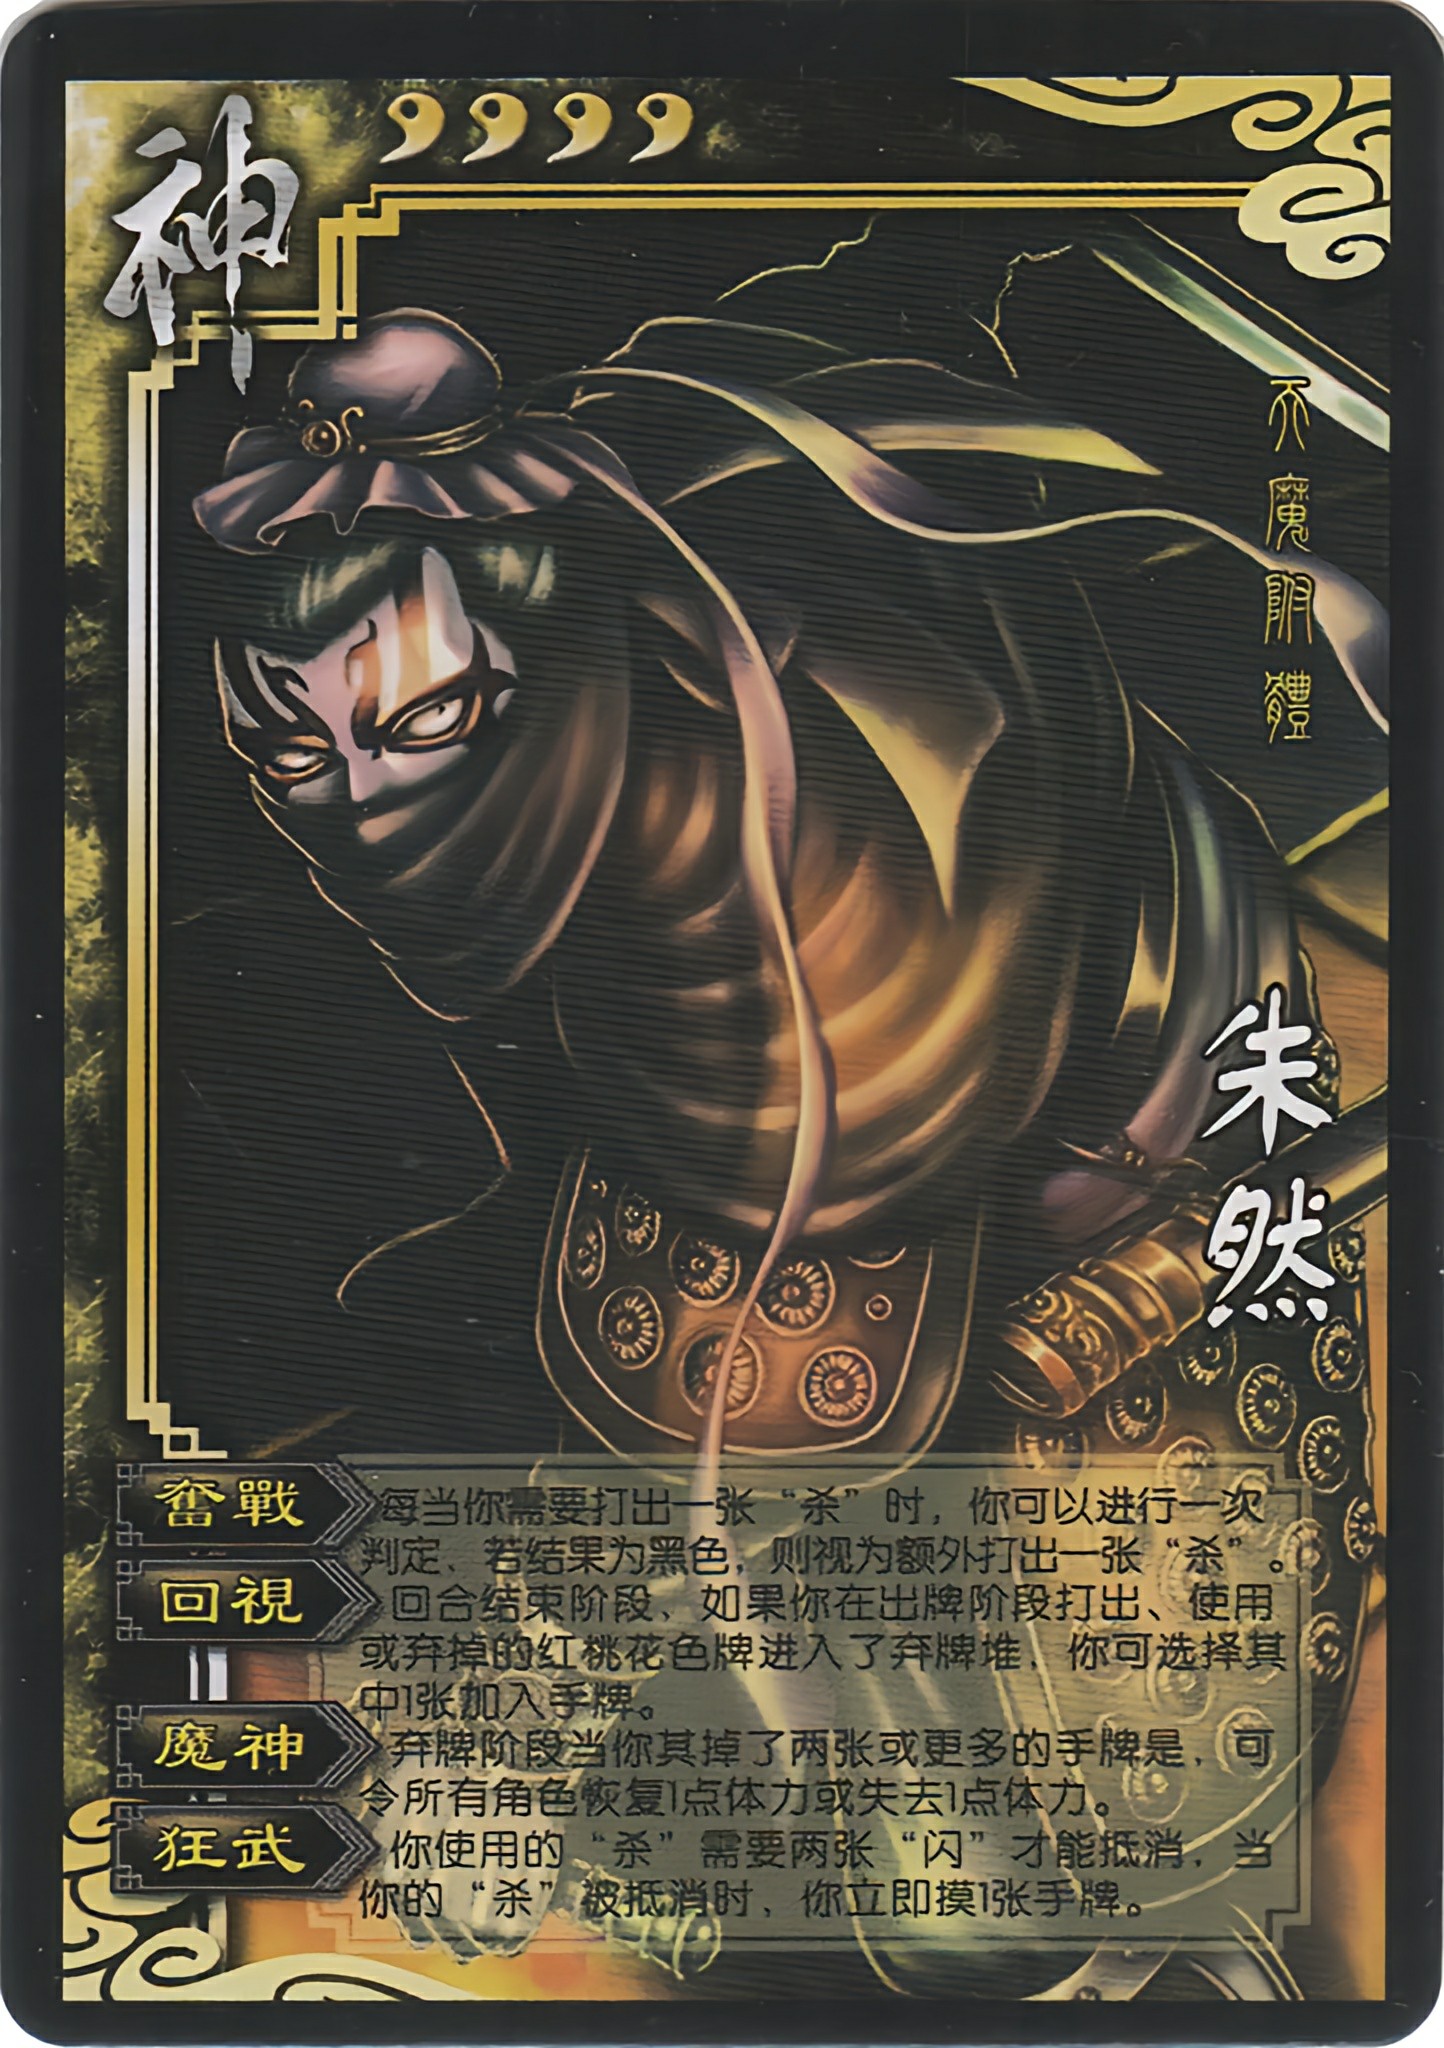 神
天魔附體
朱然
奮戰
每当你需要打出一张“杀”时，你可以进行一次
判定，若结果为黑色，则视为额外打出一张“杀”。
回視
回合结束阶段，如果你在出牌阶段打出、使用
或弃掉的红桃花色牌进入了弃牌堆，你可选择其
中1张加入手牌。
魔神
弃牌阶段当你其掉了两张或更多的手牌是，可
令所有角色恢复1点体力或失去1点体力。
狂武
你使用的“杀”需要两张“闪”才能抵消，当
你的“杀”被抵消时，你立即摸1张手牌。